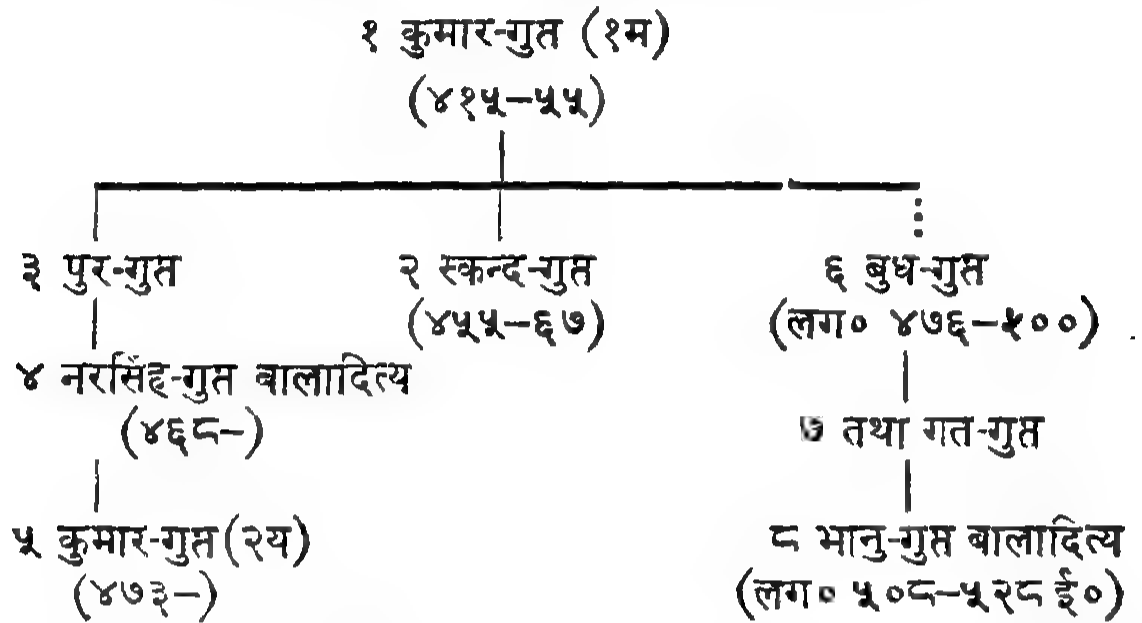 १ कुमार-गुप्त (१म)
(४१५–५५)
३ पुर-गुप्त
२ स्कन्द-गुप्त
६ बुध-गुप्त
(४५५–६७)
(लग० ४७६–५००)
४ नरसिंह-गुप्त बालादित्य
(४६८–)
७ तथा गत-गुप्त
५ कुमार-गुप्त(२य)
(४७३–)
८ भानु-गुप्त बालादित्य
(लग० ५०८–५२८ ई०)